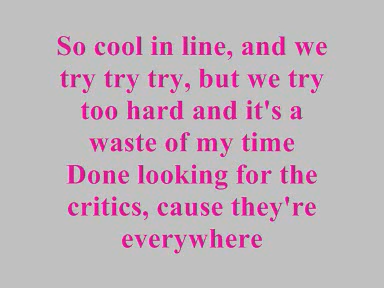 So cool in line, and we
try try try, but we try
too hard and it's a
waste of my time
Done looking for the
critics, cause they're
everywhere